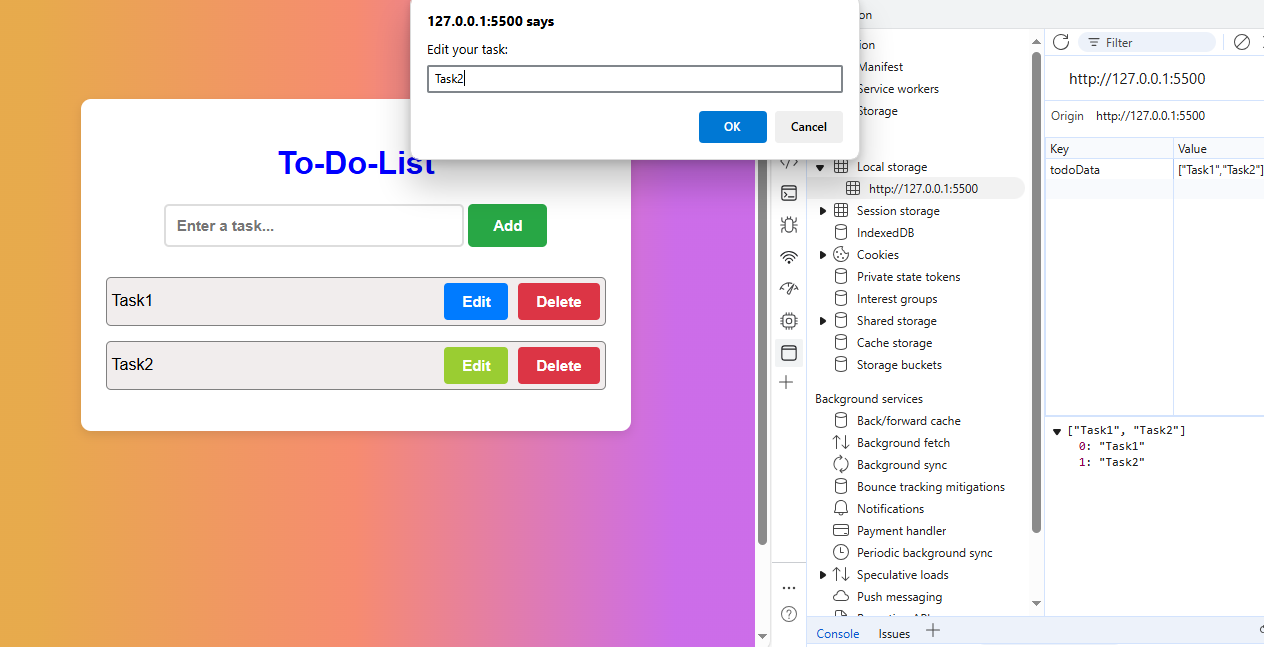 127.0.0.1:5500 says
Edit your task:
Task2
OK
Cancel
To-Do-List
Enter a task...
Add
Task1
Edit
Delete
Task2
Edit
Delete
Manifest
Service workers
Storage
Local storage
http://127.0.0.1:5500
Session storage
IndexedDB
Cookies
Private state tokens
Interest groups
Shared storage
Cache storage
Storage buckets
Background services
Back/forward cache
Background fetch
Background sync
Bounce tracking mitigations
Notifications
Payment handler
Periodic background sync
Speculative loads
Push messaging
Filter
http://127.0.0.1:5500
Origin http://127.0.0.1:5500
Key Value
todoData ["Task1","Task2"]
["Task1", "Task2"]
0: "Task1"
1: "Task2"
Console Issues